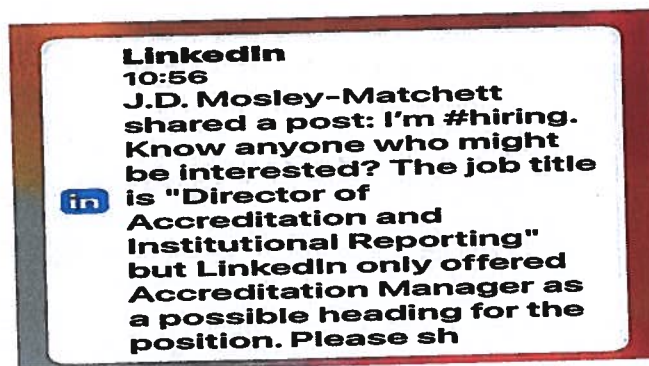 LinkedIn
10:56
J.D. Mosley-Matchett
shared a post: I'm #hiring.
Know anyone who might
be interested? The job title
in
is "Director of
Accreditation and
Institutional Reporting"
but LinkedIn only offered
Accreditation Manager as
a possible heading for the
position. Please sh